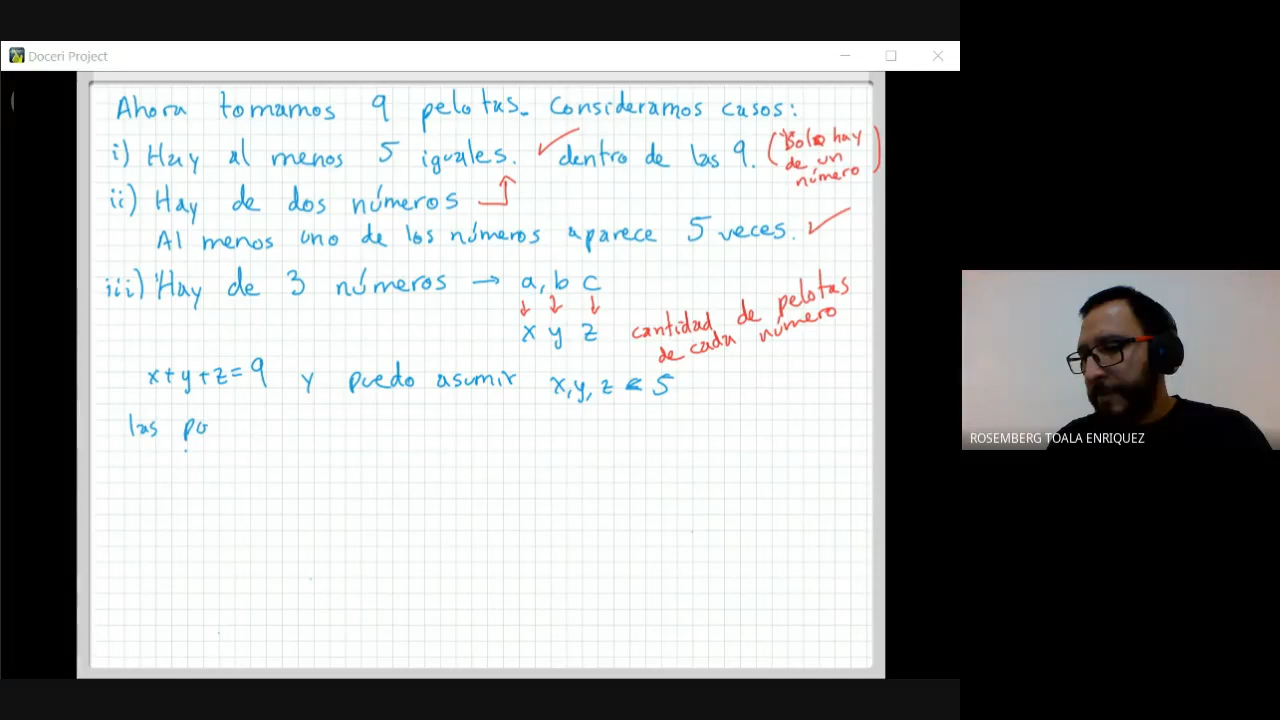 Doceri Project
Ahora tomamos 9 pelotas. Consideramos casos:
i) Hay al menos 5 iguales. ✓ dentro de las 9. (Solo hay
de un
número)
ii) Hay de dos números
Al menos uno de los números aparece 5 veces. ✓
iii) Hay de 3 números → a, b c
↓ ↓ ↓
x y z
cantidad de pelotas
de cada número
x+y+z=9 y puedo asumir x,y,z < 5
las po
ROSEMBERG TOALA ENRIQUEZ